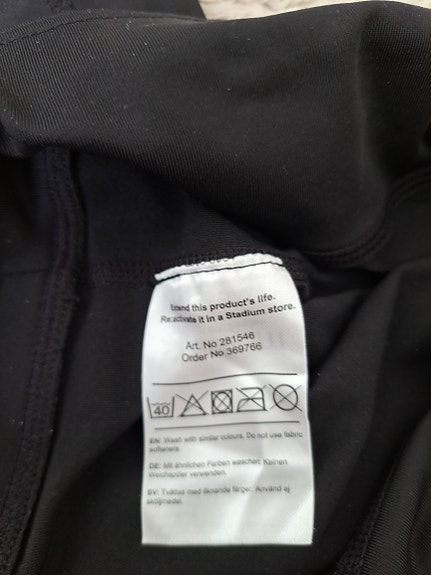 Extend this product's life.
Re:activate it in a Stadium store.
Art. No 281546
Order No 369766
40
EN: Wash with similar colours. Do not use fabric
softeners.
DE: Mit ähnlichen Farben waschen. Keinen
Weichspüler verwenden.
SV: Tvättas med liknande färger. Använd ej
sköljmedel.